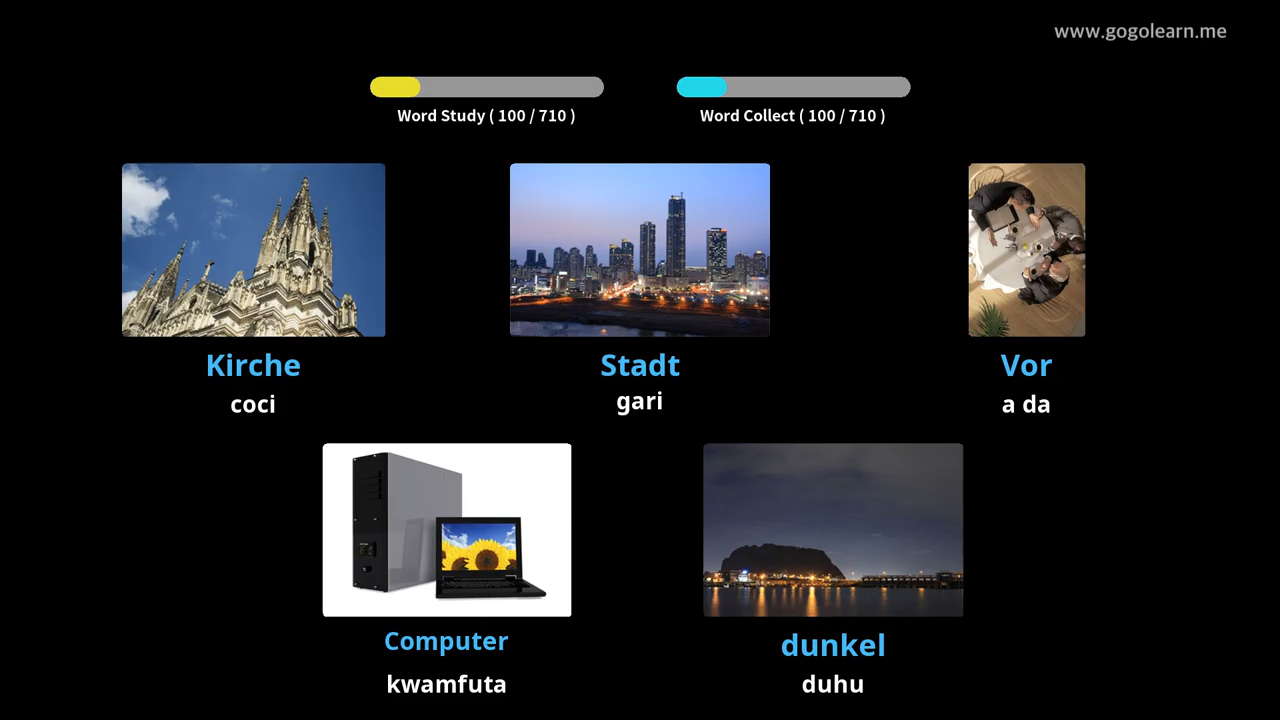 www.gogolearn.me
Word Study ( 100 / 710 )
Word Collect ( 100 / 710 )
Kirche
coci
Stadt
gari
Vor
a da
Computer
kwamfuta
dunkel
duhu